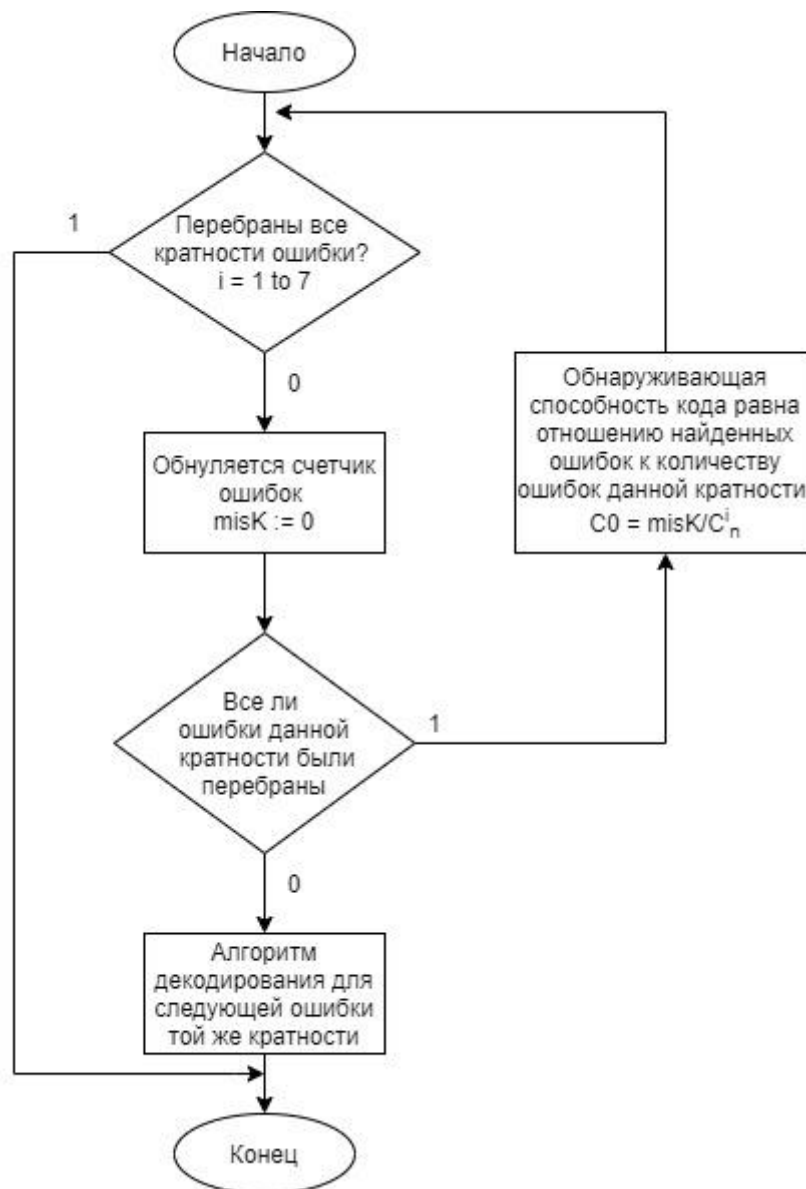 Начало
1
Перебраны все
кратности ошибки?
i = 1 to 7
0
Обнаруживающая
способность кода равна
отношению найденных
ошибок к количеству
ошибок данной кратности
C0 = misK/C^i_n
Обнуляется счетчик
ошибок
misK := 0
Все ли
ошибки данной
кратности были
перебраны
1
0
Алгоритм
декодирования для
следующей ошибки
той же кратности
Конец